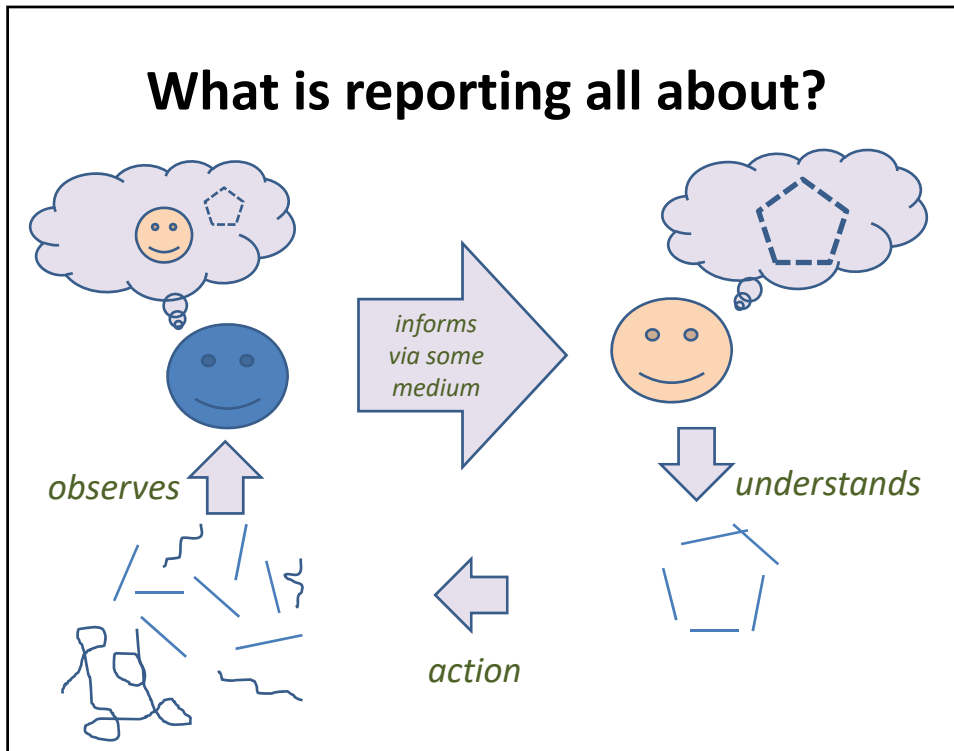 What is reporting all about?
informs
via some
medium
observes
understands
action